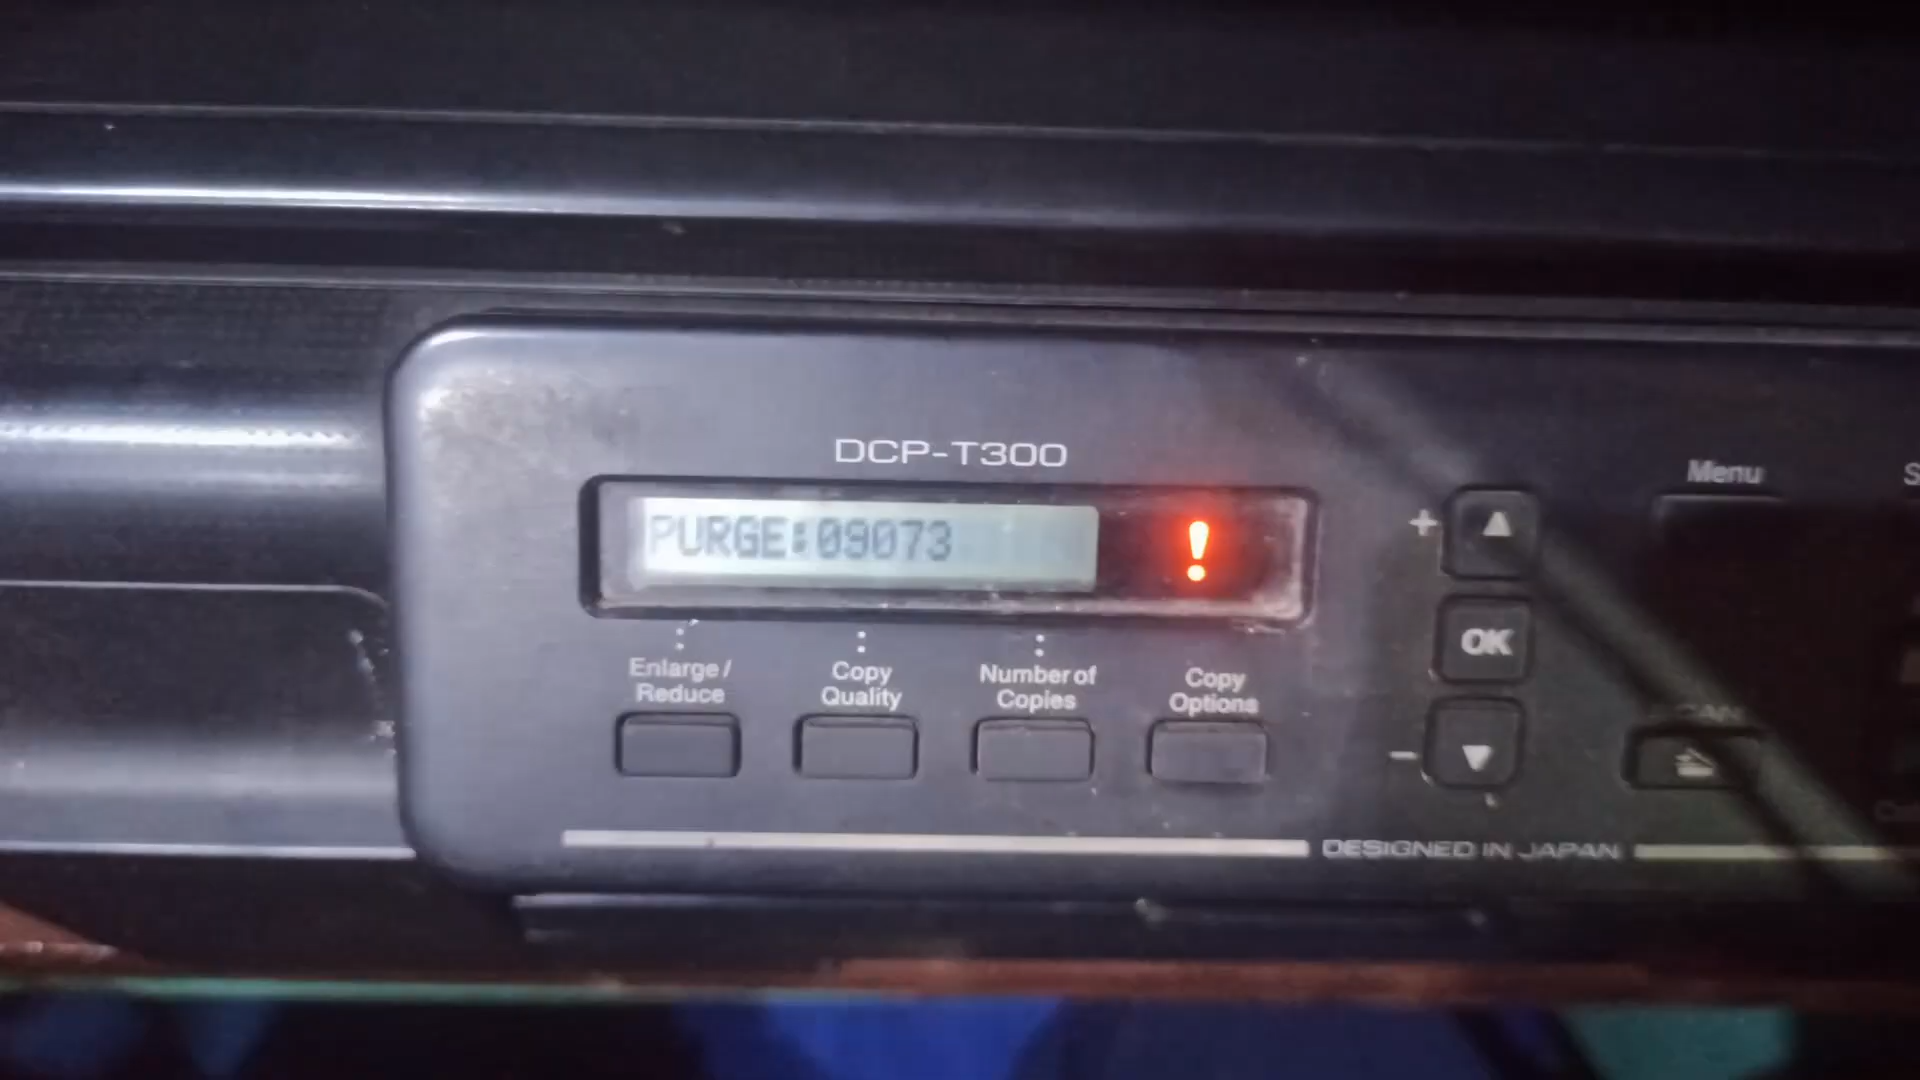 DCP-T300
PURGE:09073
!
Menu
+
OK
-
Enlarge/
Reduce
Copy
Quality
Number of
Copies
Copy
Options
DESIGNED IN JAPAN